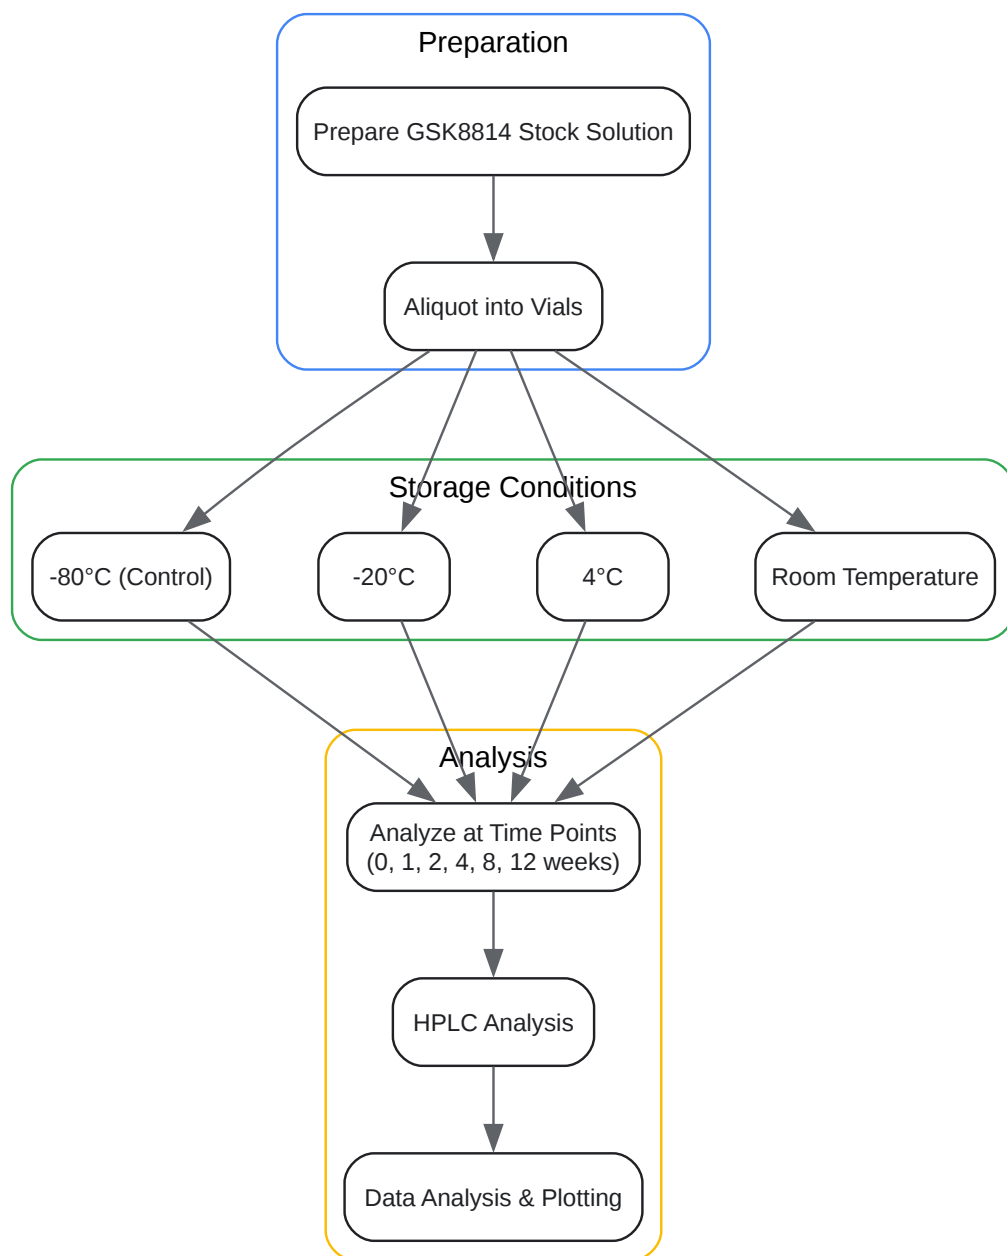 Preparation
Prepare GSK8814 Stock Solution
Aliquot into Vials
Storage Conditions
-80°C (Control)
-20°C
4°C
Room Temperature
Analysis
Analyze at Time Points
(0, 1, 2, 4, 8, 12 weeks)
HPLC Analysis
Data Analysis & Plotting